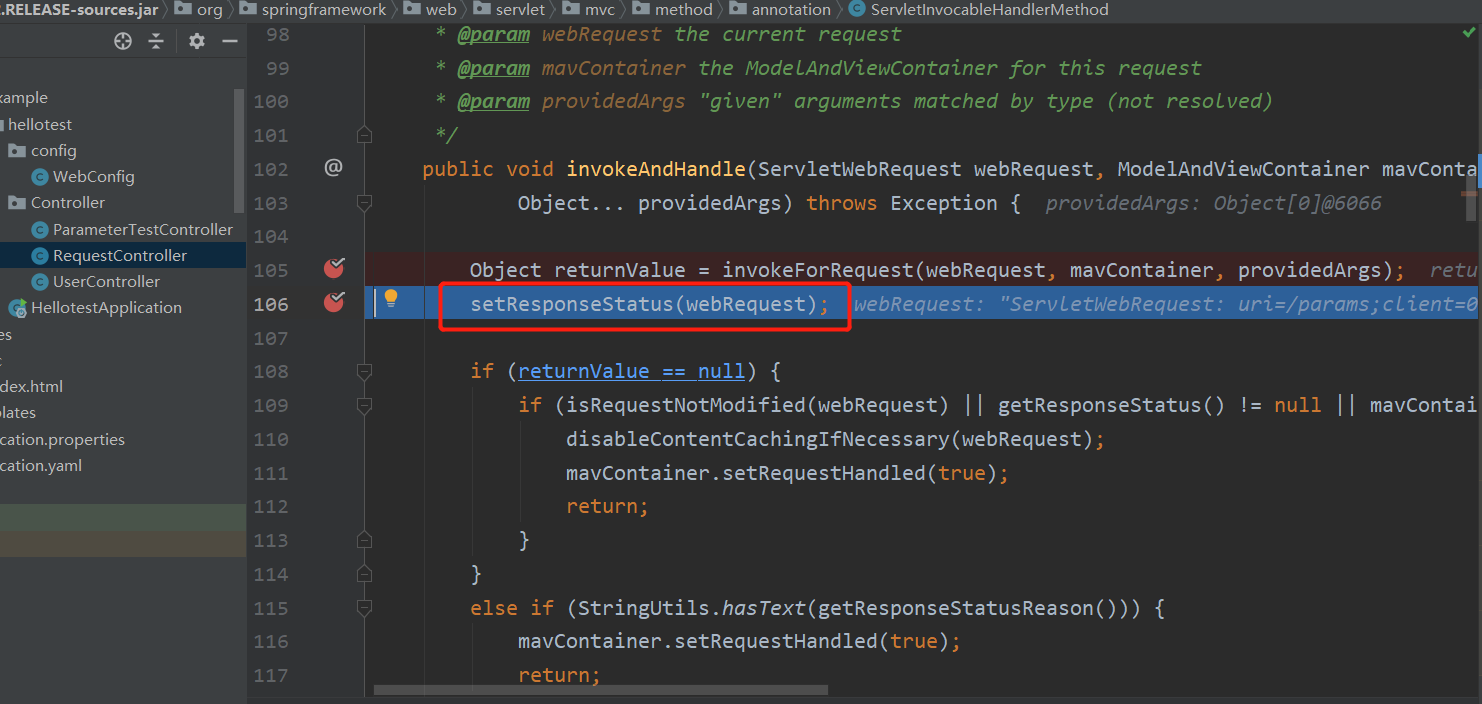 .RELEASE-sources.jar org springframework web servlet mvc method annotation ServletInvocableHandlerMethod
example
hellotest
config
WebConfig
Controller
ParameterTestController
RequestController
UserController
HellotestApplication
es
ndex.html
plates
cation.properties
cation.yaml
98 * @param webRequest the current request
99 * @param mavContainer the ModelAndViewContainer for this request
100 * @param providedArgs "given" arguments matched by type (not resolved)
101 */
102 @ public void invokeAndHandle(ServletWebRequest webRequest, ModelAndViewContainer mavConta
103 Object... providedArgs) throws Exception { providedArgs: Object[0]@6066
104
105 Object returnValue = invokeForRequest(webRequest, mavContainer, providedArgs); retu
106 setResponseStatus(webRequest); webRequest: "ServletWebRequest: uri=/params;client=0
107
108 if (returnValue == null) {
109 if (isRequestNotModified(webRequest) || getResponseStatus() != null || mavContai
110 disableContentCachingIfNecessary(webRequest);
111 mavContainer.setRequestHandled(true);
112 return;
113 }
114 }
115 else if (StringUtils.hasText(getResponseStatusReason())) {
116 mavContainer.setRequestHandled(true);
117 return;